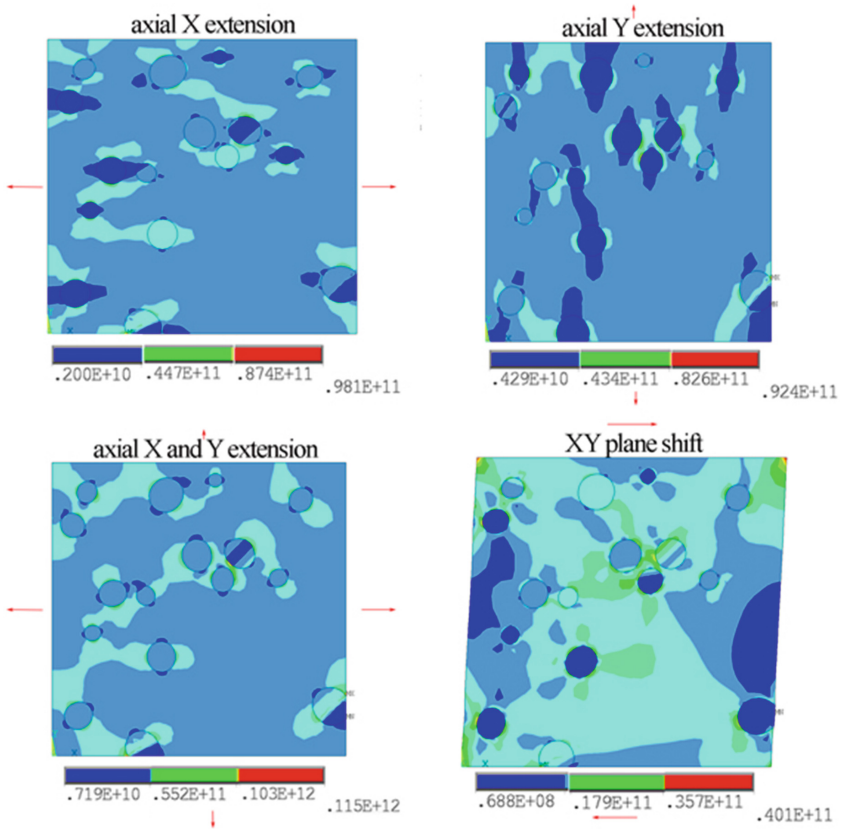 axial X extension
axial Y extension
X
X
.200E+10 .447E+11 .874E+11 .981E+11
.429E+10 .434E+11 .826E+11 .924E+11
axial X and Y extension
XY plane shift
X
X
.719E+10 .552E+11 .103E+12 .115E+12
.688E+08 .179E+11 .357E+11 .401E+11